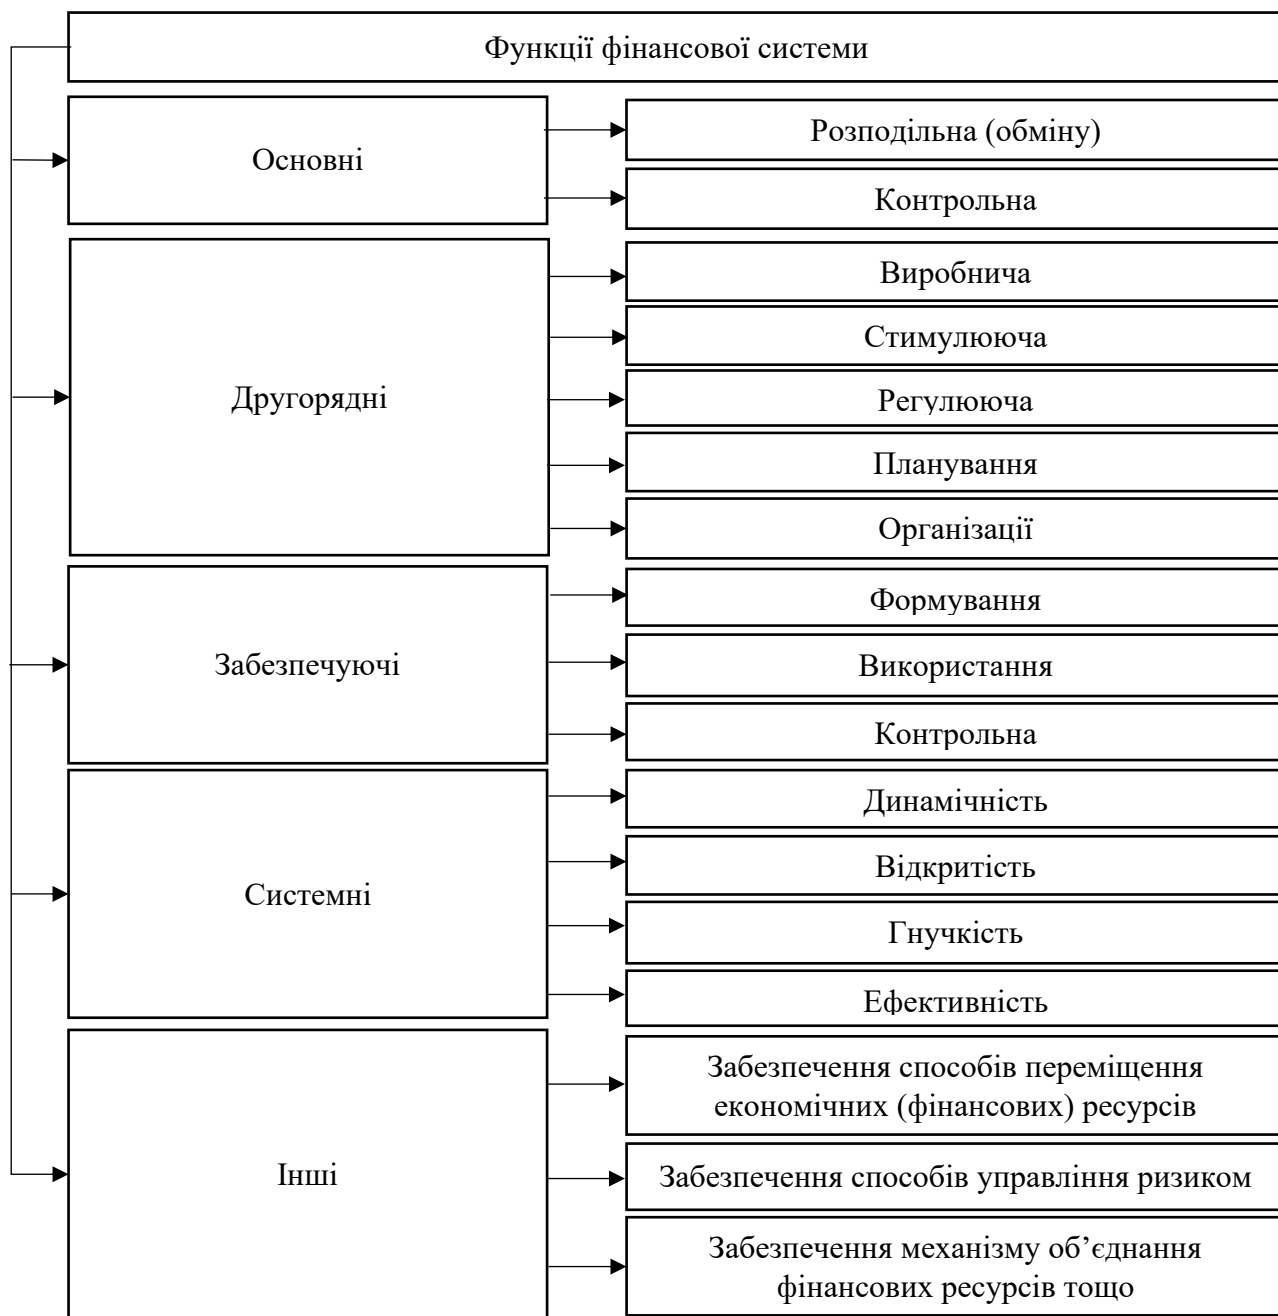 Функції фінансової системи
Основні
Розподільна (обміну)
Контрольна
Другорядні
Виробнича
Стимулююча
Регулююча
Планування
Організації
Забезпечуючі
Формування
Використання
Контрольна
Системні
Динамічність
Відкритість
Гнучкість
Ефективність
Інші
Забезпечення способів переміщення
економічних (фінансових) ресурсів
Забезпечення способів управління ризиком
Забезпечення механізму об’єднання
фінансових ресурсів тощо